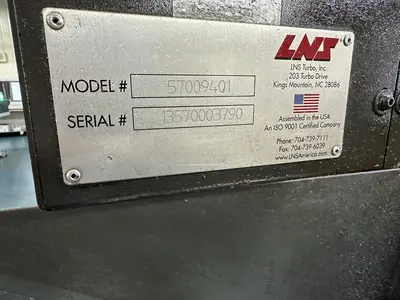 LNS
LNS Turbo, Inc.
203 Turbo Drive
Kings Mountain, NC 28086
MODEL # 57009401
SERIAL # 13570003790
Assembled in the USA
An ISO 9001 Certified Company
Phone: 704-739-7111
Fax: 704-739-6039
www.LNSAmerica.com